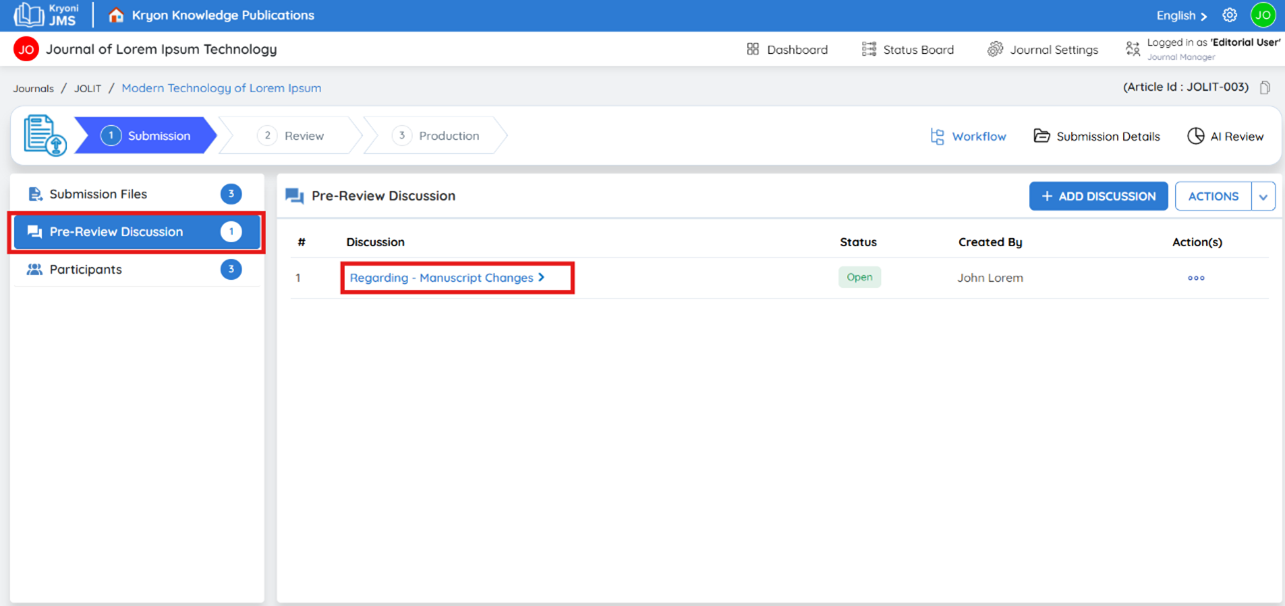 Kryoni JMS Kryon Knowledge Publications English JO
JO Journal of Lorem Ipsum Technology Dashboard Status Board Journal Settings Logged in as 'Editorial User'
Journal Manager
Journals / JOLIT / Modern Technology of Lorem Ipsum (Article Id : JOLIT-003)
1 Submission 2 Review 3 Production Workflow Submission Details AI Review
Submission Files 3
Pre-Review Discussion 1
Participants 3
Pre-Review Discussion + ADD DISCUSSION ACTIONS
# Discussion Status Created By Action(s)
1 Regarding - Manuscript Changes Open John Lorem